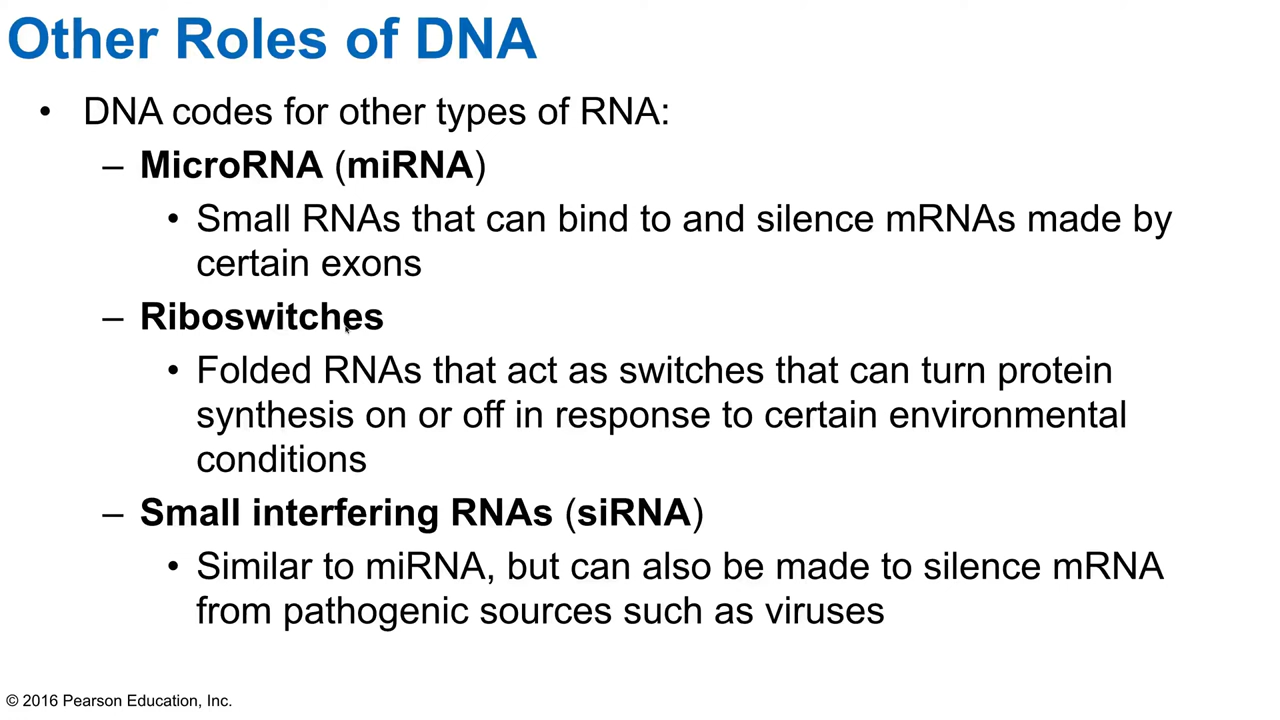 Other Roles of DNA
• DNA codes for other types of RNA:
– MicroRNA (miRNA)
• Small RNAs that can bind to and silence mRNAs made by
certain exons
– Riboswitches
• Folded RNAs that act as switches that can turn protein
synthesis on or off in response to certain environmental
conditions
– Small interfering RNAs (siRNA)
• Similar to miRNA, but can also be made to silence mRNA
from pathogenic sources such as viruses
© 2016 Pearson Education, Inc.